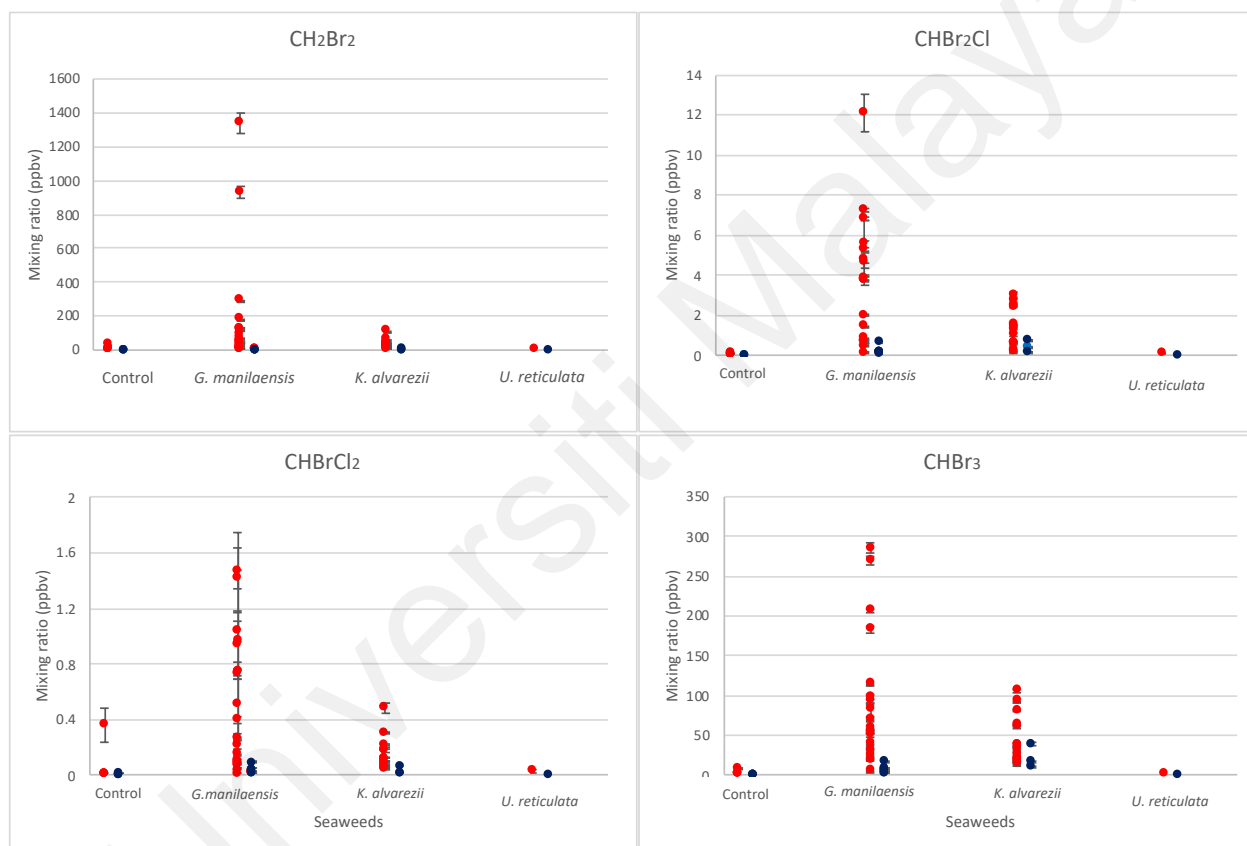 CH2Br2
Mixing ratio (ppbv)
1600
1400
1200
1000
800
600
400
200
0
Control G. manilaensis K. alvarezii U. reticulata
CHBr2Cl
Mixing ratio (ppbv)
14
12
10
8
6
4
2
0
Control G. manilaensis K. alvarezii U. reticulata
CHBrCl2
Mixing ratio (ppbv)
2
1.6
1.2
0.8
0.4
0
Control G.manilaensis K. alvarezii U. reticulata
Seaweeds
CHBr3
Mixing ratio (ppbv)
350
300
250
200
150
100
50
0
Control G. manilaensis K. alvarezii U. reticulata
Seaweeds
Universiti Malaya